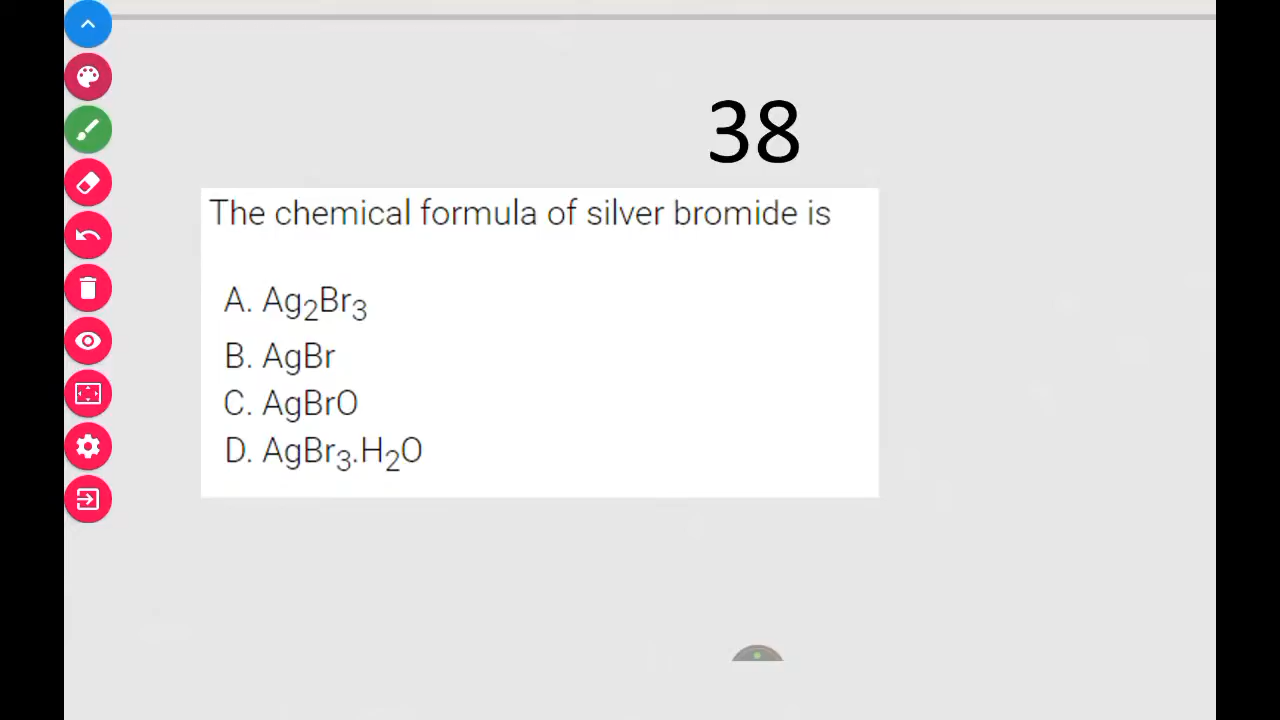 38
The chemical formula of silver bromide is
A. Ag₂Br₃
B. AgBr
C. AgBrO
D. AgBr₃.H₂O